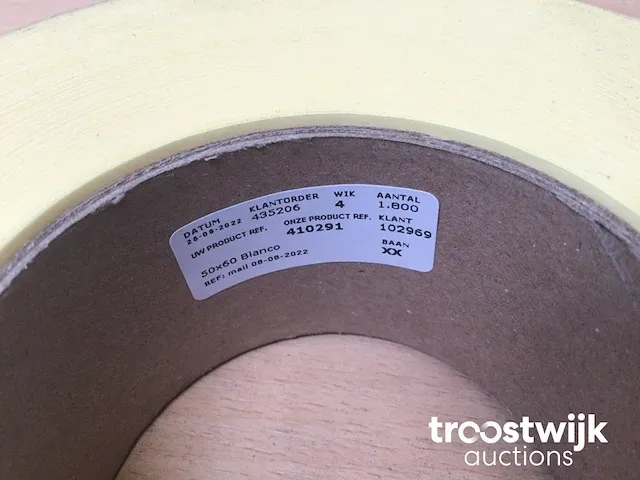 DATUM KLANTORDER WIK AANTAL
26-09-2022 435206 4 1.800
UW PRODUCT REF. ONZE PRODUCT REF. KLANT
410291 102969
50x60 Blanco BAAN
REF: mail 08-08-2022 XX
troostwijk
auctions